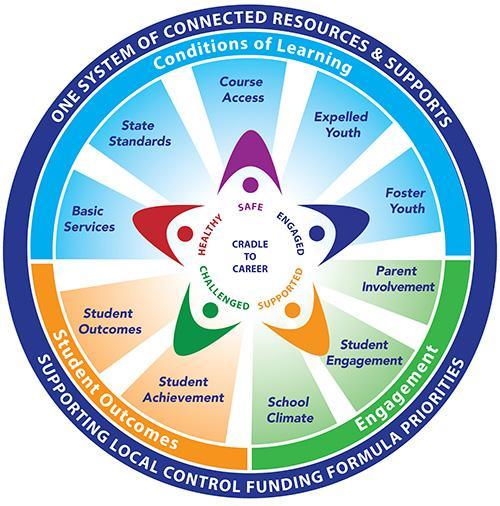 ONE SYSTEM OF CONNECTED RESOURCES & SUPPORTS
Conditions of Learning
Course
Access
State
Standards
Expelled
Youth
Basic
Services
Foster
Youth
SAFE
HEALTHY
ENGAGED
CRADLE
TO
CAREER
CHALLENGED
SUPPORTED
Parent
Involvement
Student
Outcomes
Student
Engagement
Student
Achievement
School
Climate
Student Outcomes
Engagement
SUPPORTING LOCAL CONTROL FUNDING FORMULA PRIORITIES